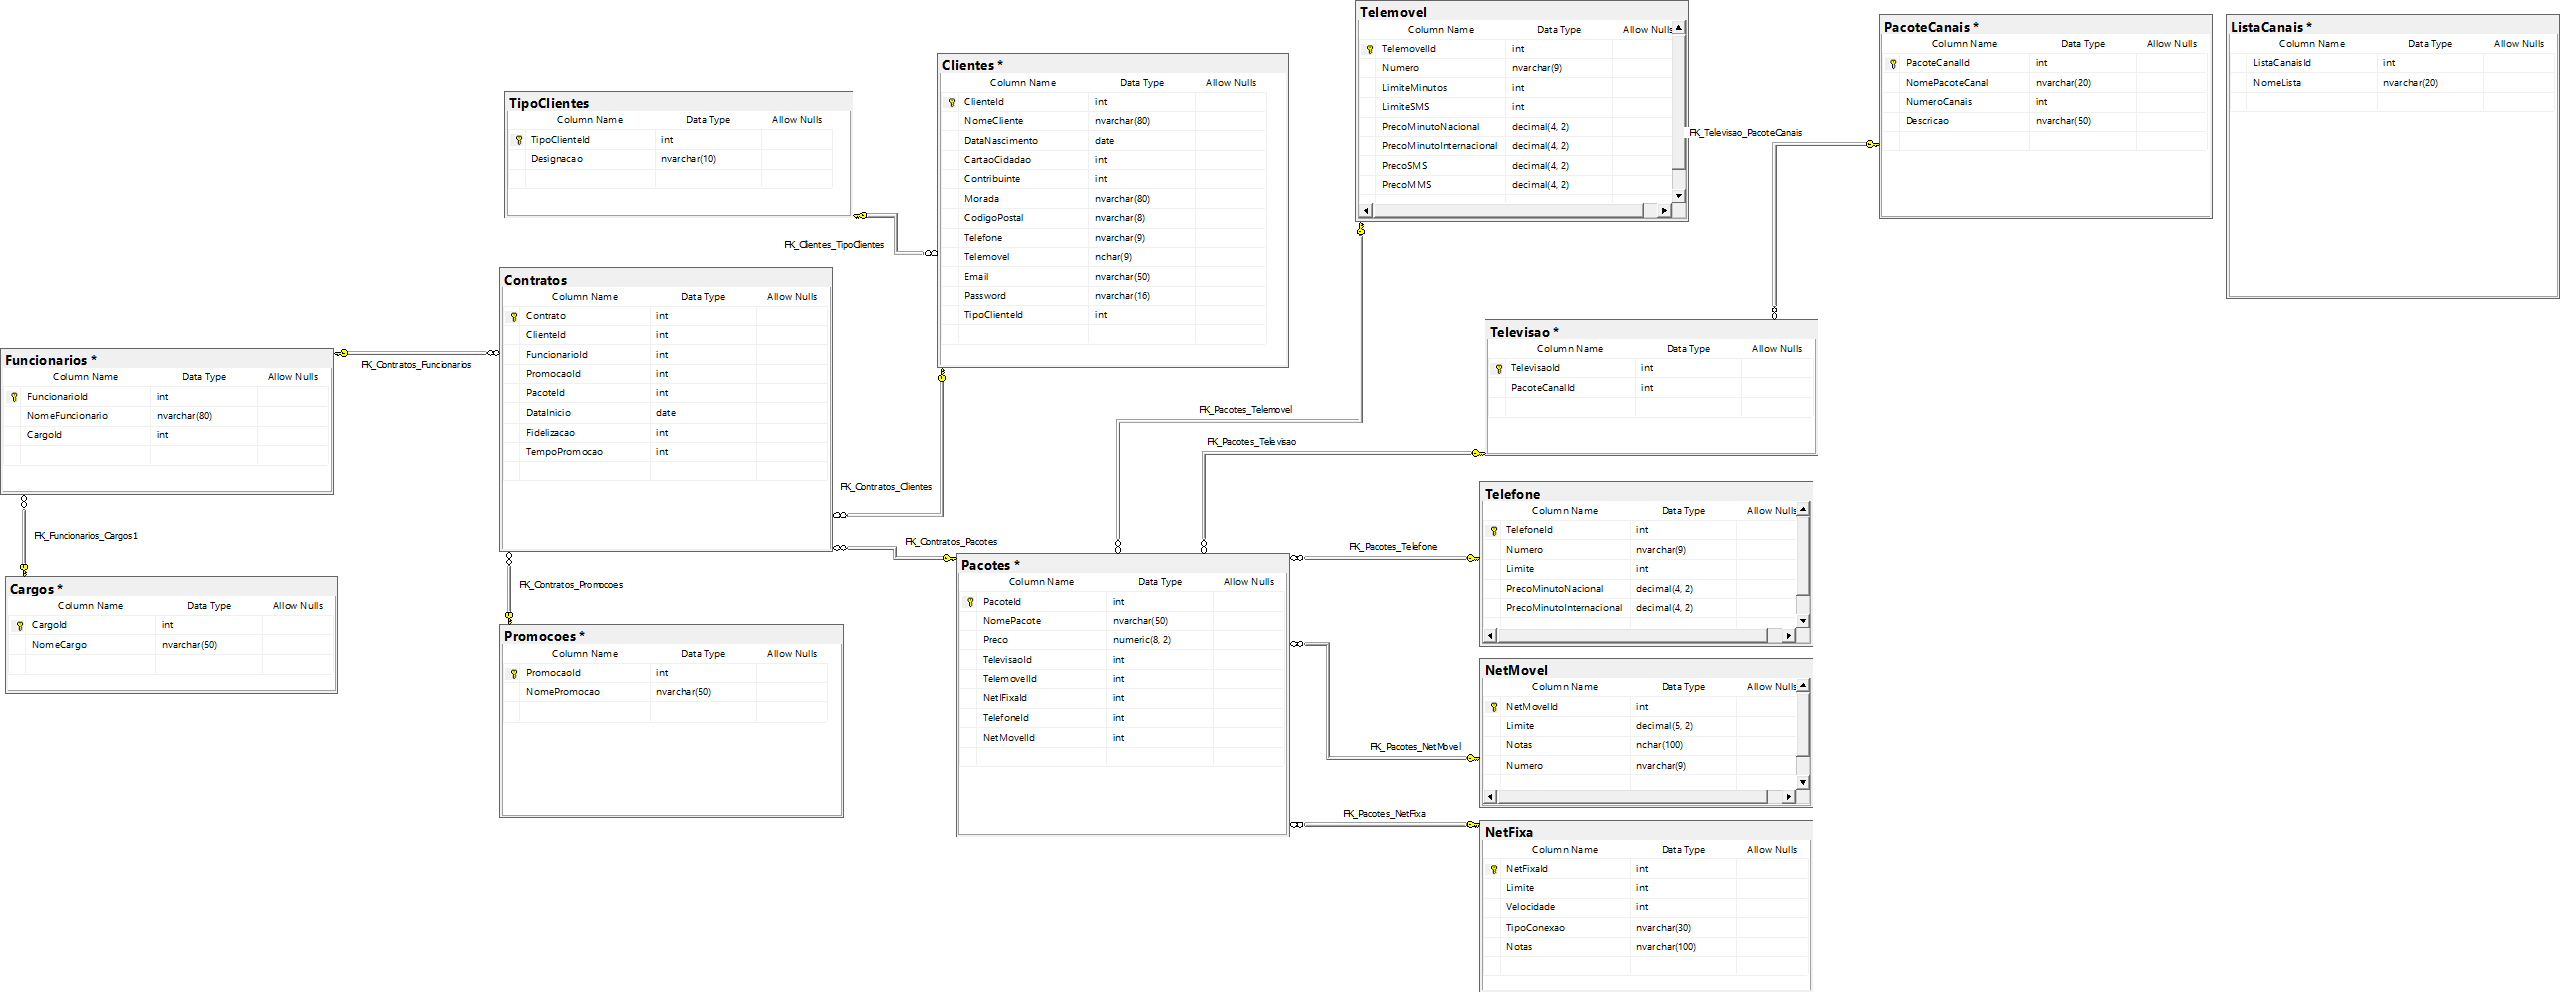 TipoClientes
Column Name Data Type Allow Nulls
TipoClienteId int
Designacao nvarchar(10)
Clientes *
Column Name Data Type Allow Nulls
ClienteId int
NomeCliente nvarchar(80)
DataNascimento date
CartaoCidadao int
Contribuinte int
Morada nvarchar(80)
CodigoPostal nvarchar(8)
Telefone nvarchar(9)
Telemovel nchar(9)
Email nvarchar(50)
Password nvarchar(16)
TipoClienteId int
Telemovel
Column Name Data Type Allow Nulls
TelemovelId int
Numero nvarchar(9)
LimiteMinutos int
LimiteSMS int
PrecoMinutoNacional decimal(4, 2)
PrecoMinutoInternacional decimal(4, 2)
PrecoSMS decimal(4, 2)
PrecoMMS decimal(4, 2)
FK_Televisao_PacoteCanais
PacoteCanais *
Column Name Data Type Allow Nulls
PacoteCanalId int
NomePacoteCanal nvarchar(20)
NumeroCanais int
Descricao nvarchar(50)
ListaCanais *
Column Name Data Type Allow Nulls
ListaCanaisId int
NomeLista nvarchar(20)
FK_Clientes_TipoClientes
Contratos
Column Name Data Type Allow Nulls
Contrato int
ClienteId int
FuncionarioId int
PromocaoId int
PacoteId int
DataInicio date
Fidelizacao int
TempoPromocao int
Funcionarios *
Column Name Data Type Allow Nulls
FuncionarioId int
NomeFuncionario nvarchar(80)
CargoId int
FK_Contratos_Funcionarios
Televisao *
Column Name Data Type Allow Nulls
TelevisaoId int
PacoteCanalId int
FK_Pacotes_Telemovel
FK_Pacotes_Televisao
FK_Contratos_Clientes
FK_Funcionarios_Cargos1
FK_Contratos_Pacotes
FK_Pacotes_Telefone
Telefone
Column Name Data Type Allow Nulls
TelefoneId int
Numero nvarchar(9)
Limite int
PrecoMinutoNacional decimal(4, 2)
PrecoMinutoInternacional decimal(4, 2)
Cargos *
Column Name Data Type Allow Nulls
CargoId int
NomeCargo nvarchar(50)
FK_Contratos_Promocoes
Promocoes *
Column Name Data Type Allow Nulls
PromocaoId int
NomePromocao nvarchar(50)
Pacotes *
Column Name Data Type Allow Nulls
PacoteId int
NomePacote nvarchar(50)
Preco numeric(8, 2)
TelevisaoId int
TelemovelId int
NetIFixaId int
TelefoneId int
NetMovelId int
NetMovel
Column Name Data Type Allow Nulls
NetMovelId int
Limite decimal(5, 2)
Notas nchar(100)
Numero nvarchar(9)
FK_Pacotes_NetMovel
FK_Pacotes_NetFixa
NetFixa
Column Name Data Type Allow Nulls
NetFixaId int
Limite int
Velocidade int
TipoConexao nvarchar(30)
Notas nvarchar(100)